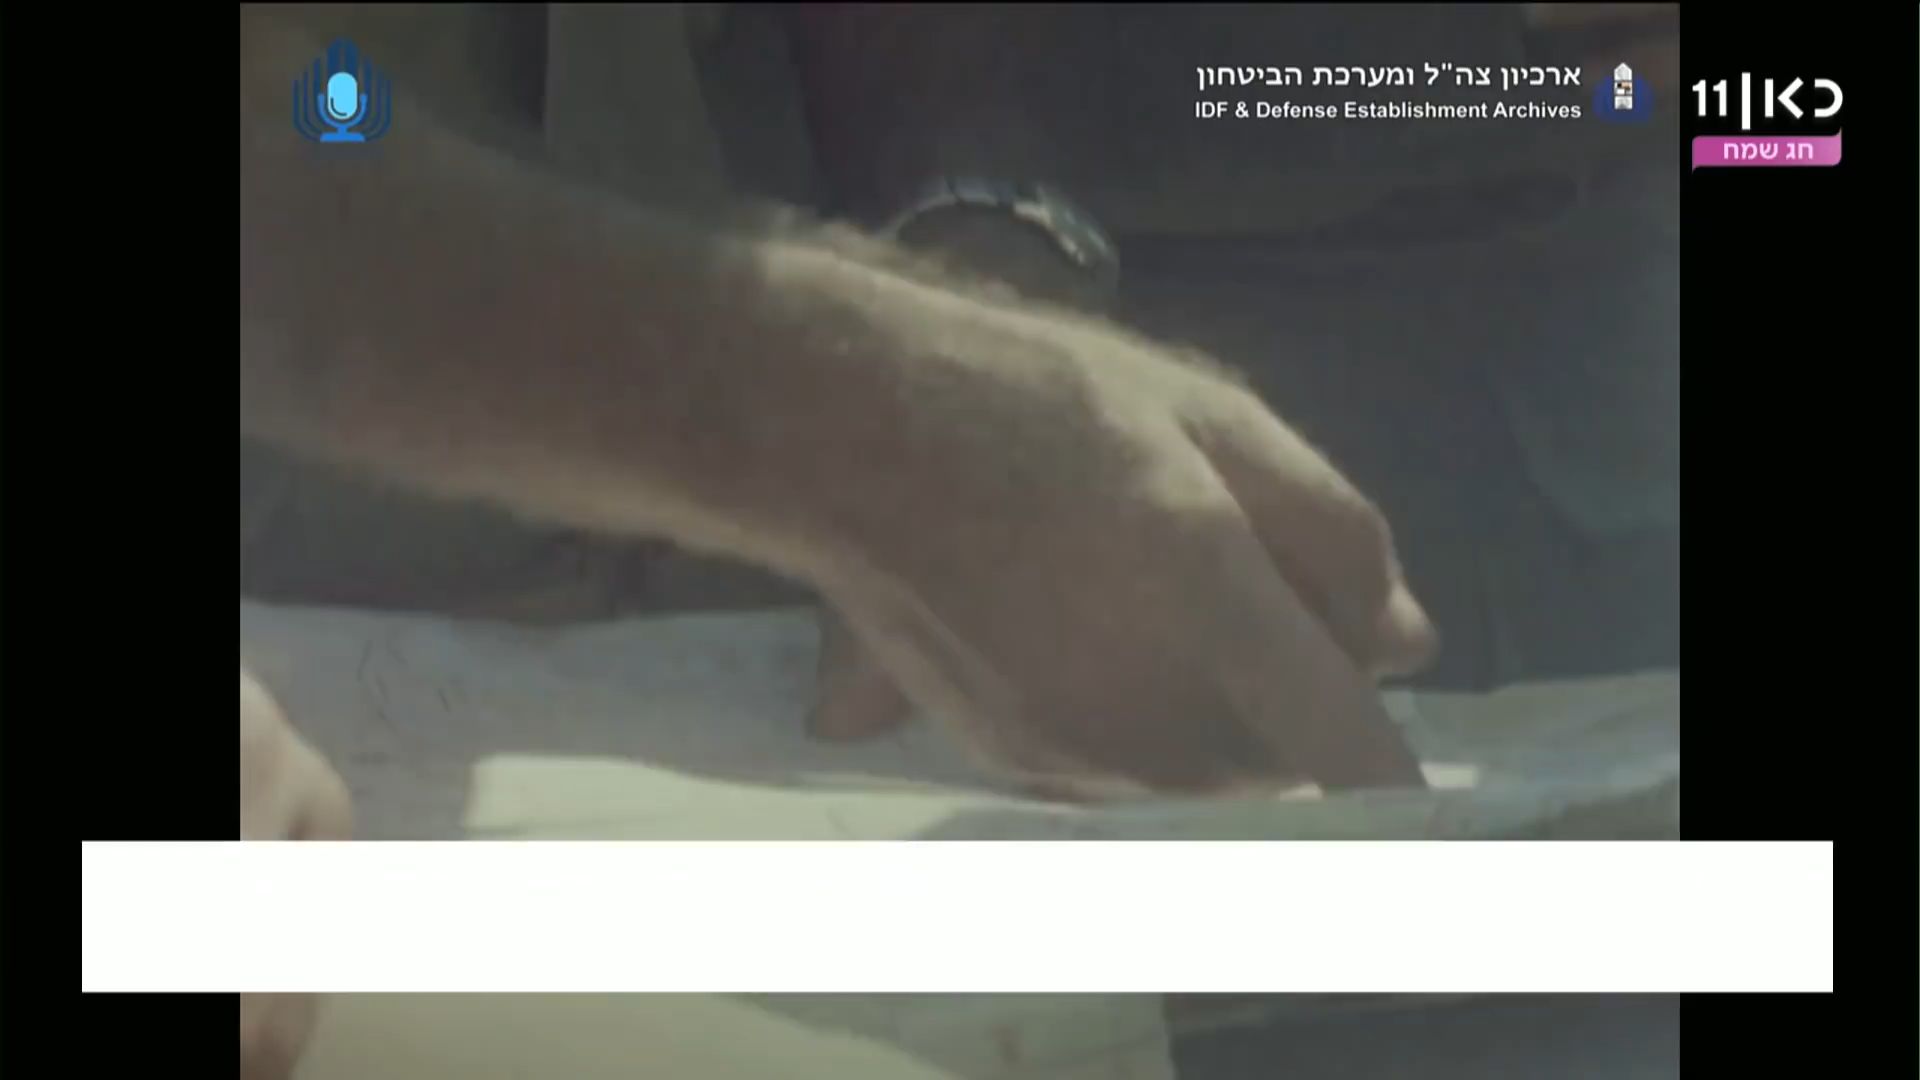 ארכיון צה"ל ומערכת הביטחון
IDF & Defense Establishment Archives
כאן 11
חג שמח